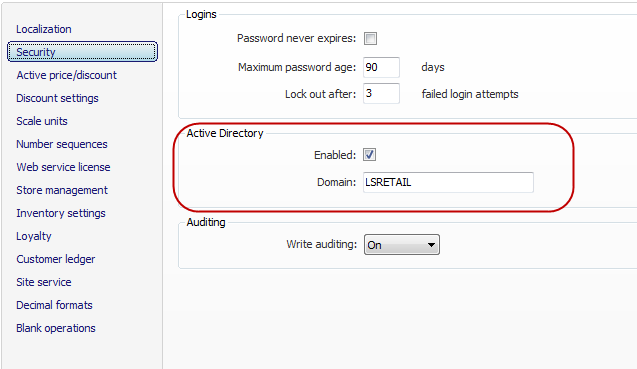 Localization
Security
Active price/discount
Discount settings
Scale units
Number sequences
Web service license
Store management
Inventory settings
Loyalty
Customer ledger
Site service
Decimal formats
Blank operations
Logins
Password never expires:
Maximum password age: 90 days
Lock out after: 3 failed login attempts
Active Directory
Enabled:
Domain: LSRETAIL
Auditing
Write auditing: On